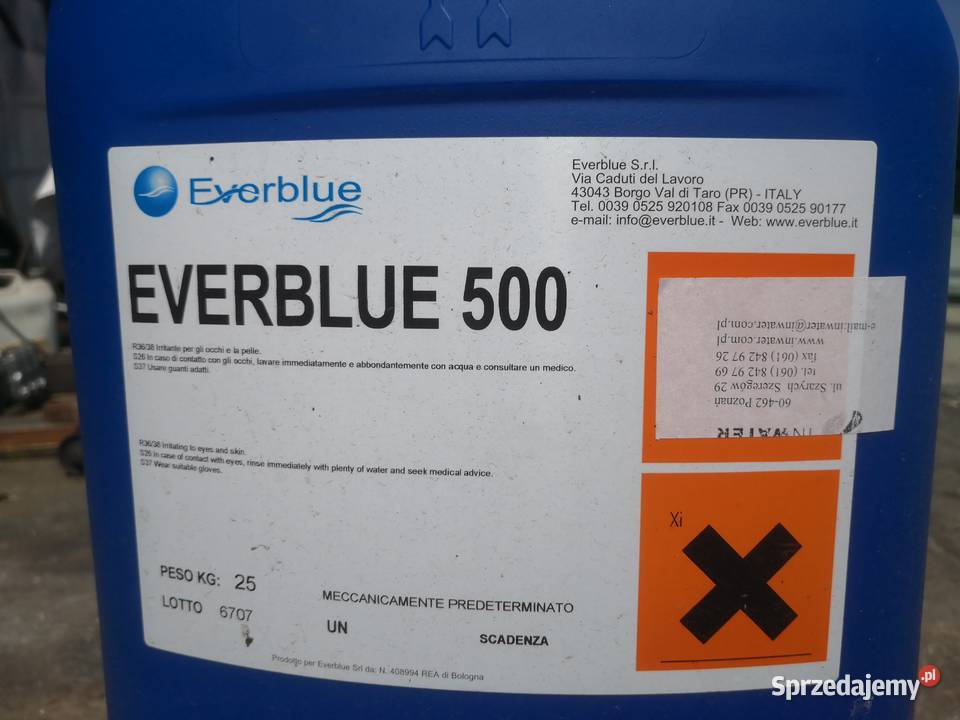 Everblue
Everblue S.r.l.
Via Caduti del Lavoro
43043 Borgo Val di Taro (PR) - ITALY
Tel. 0039 0525 920108 Fax 0039 0525 90177
e-mail: info@everblue.it - Web: www.everblue.it
EVERBLUE 500
R36/38 Irritante per gli occhi e la pelle.
S26 In caso di contatto con gli occhi, lavare immediatamente e abbondantemente con acqua e consultare un medico.
S37 Usare guanti adatti.
R36/38 Irritating to eyes and skin.
S26 In case of contact with eyes, rinse immediately with plenty of water and seek medical advice.
S37 Wear suitable gloves.
INWATER
60-462 Poznań
ul. Szarych Szeregów 29
tel. (061) 842 97 69
fax (061) 842 97 26
www.inwater.com.pl
e-mail:inwater@inwater.com.pl
Xi
PESO KG: 25
LOTTO 6707
MECCANICAMENTE PREDETERMINATO
UN
SCADENZA
Prodotto per Everblue Srl da: N. 408994 REA di Bologna
Sprzedajemy.pl